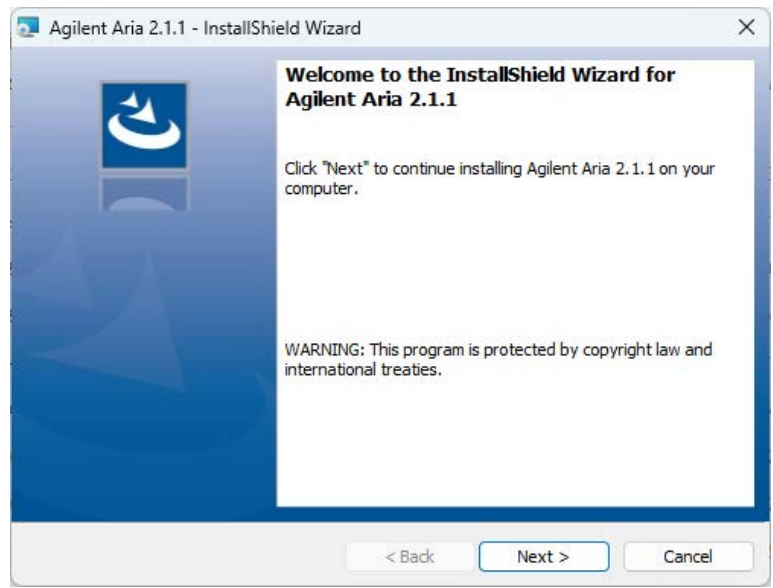 Agilent Aria 2.1.1 - InstallShield Wizard
Welcome to the InstallShield Wizard for
Agilent Aria 2.1.1
Click "Next" to continue installing Agilent Aria 2.1.1 on your
computer.
WARNING: This program is protected by copyright law and
international treaties.
< Back
Next >
Cancel